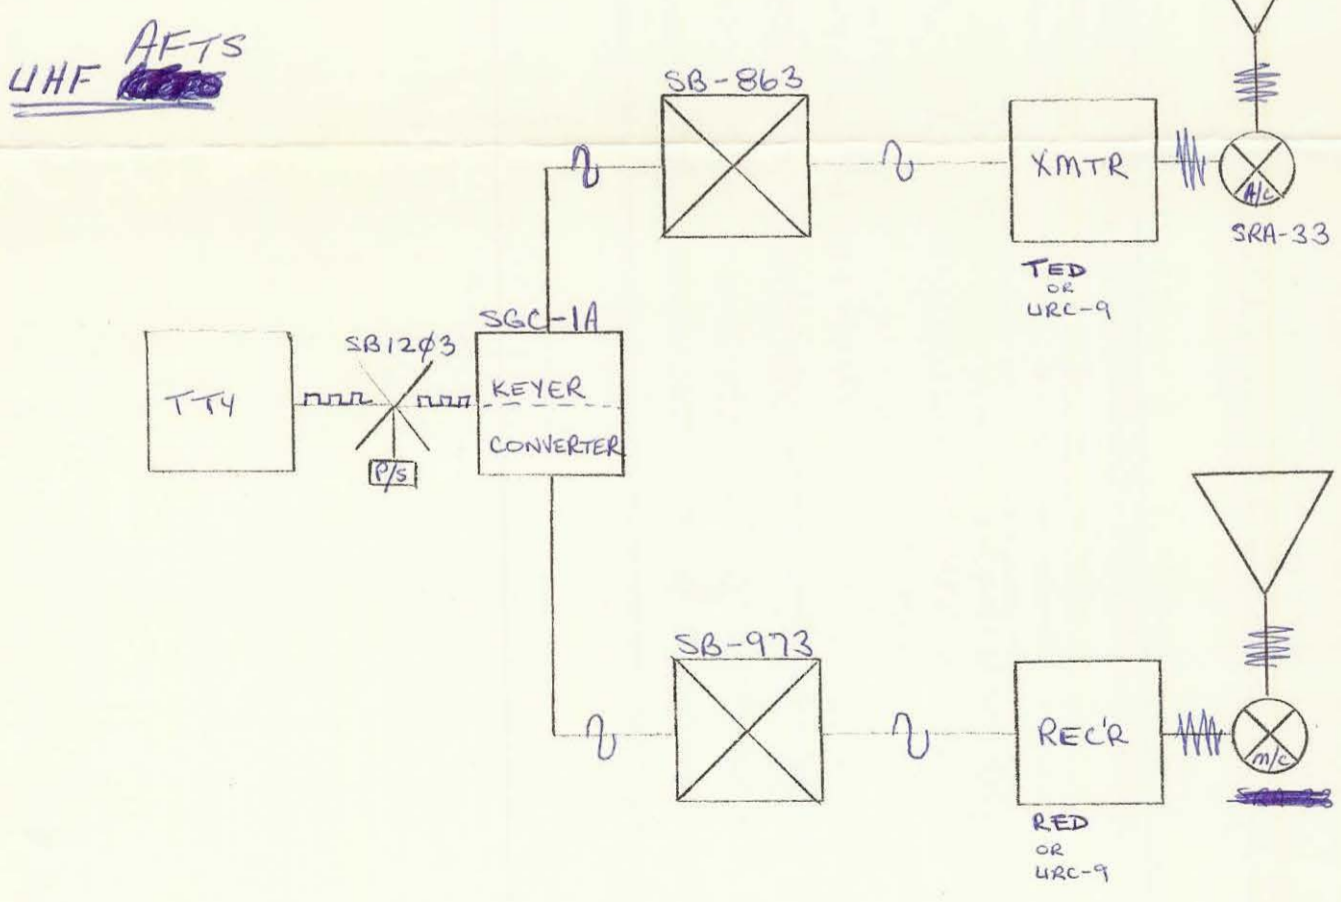 AFTS
UHF
SB-863
XMTR
A/C
SRA-33
TED
OR
URC-9
SGC-1A
SB12φ3
TTY
KEYER
CONVERTER
P/S
SB-973
REC'R
M/C
RED
OR
URC-9